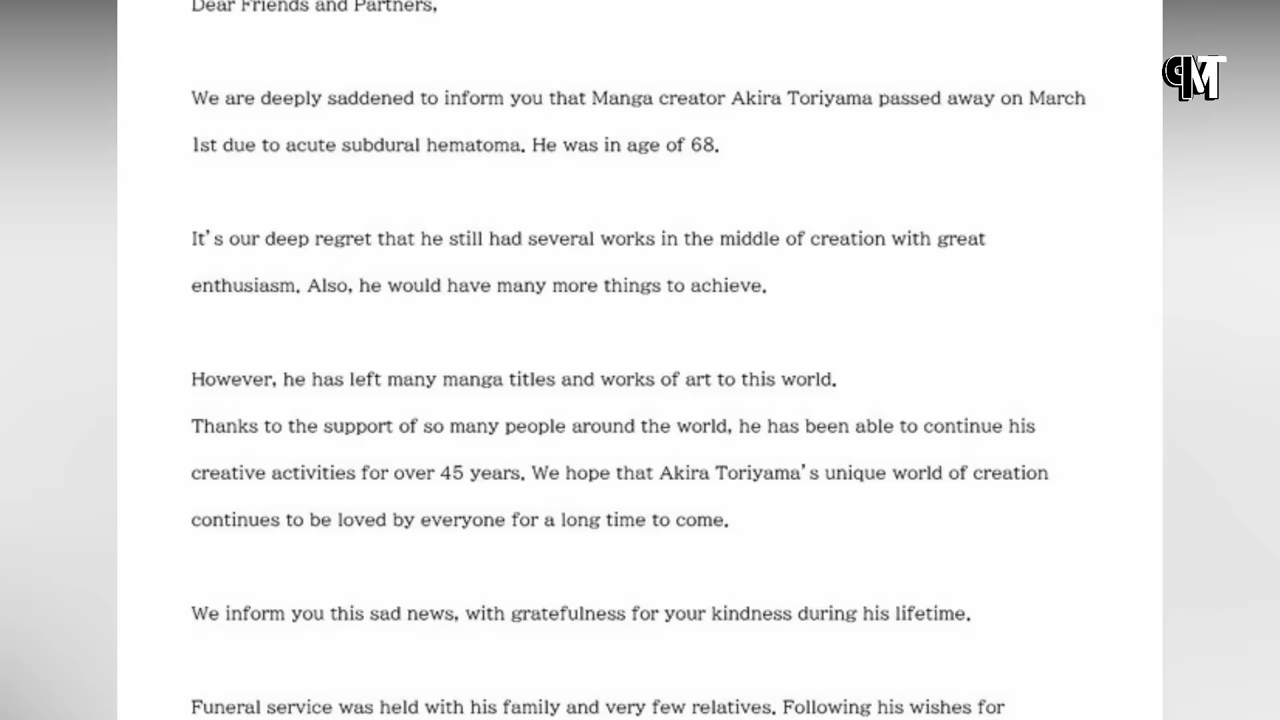 Dear Friends and Partners,
We are deeply saddened to inform you that Manga creator Akira Toriyama passed away on March
1st due to acute subdural hematoma. He was in age of 68.
It's our deep regret that he still had several works in the middle of creation with great
enthusiasm. Also, he would have many more things to achieve.
However, he has left many manga titles and works of art to this world.
Thanks to the support of so many people around the world, he has been able to continue his
creative activities for over 45 years. We hope that Akira Toriyama's unique world of creation
continues to be loved by everyone for a long time to come.
We inform you this sad news, with gratefulness for your kindness during his lifetime.
Funeral service was held with his family and very few relatives. Following his wishes for